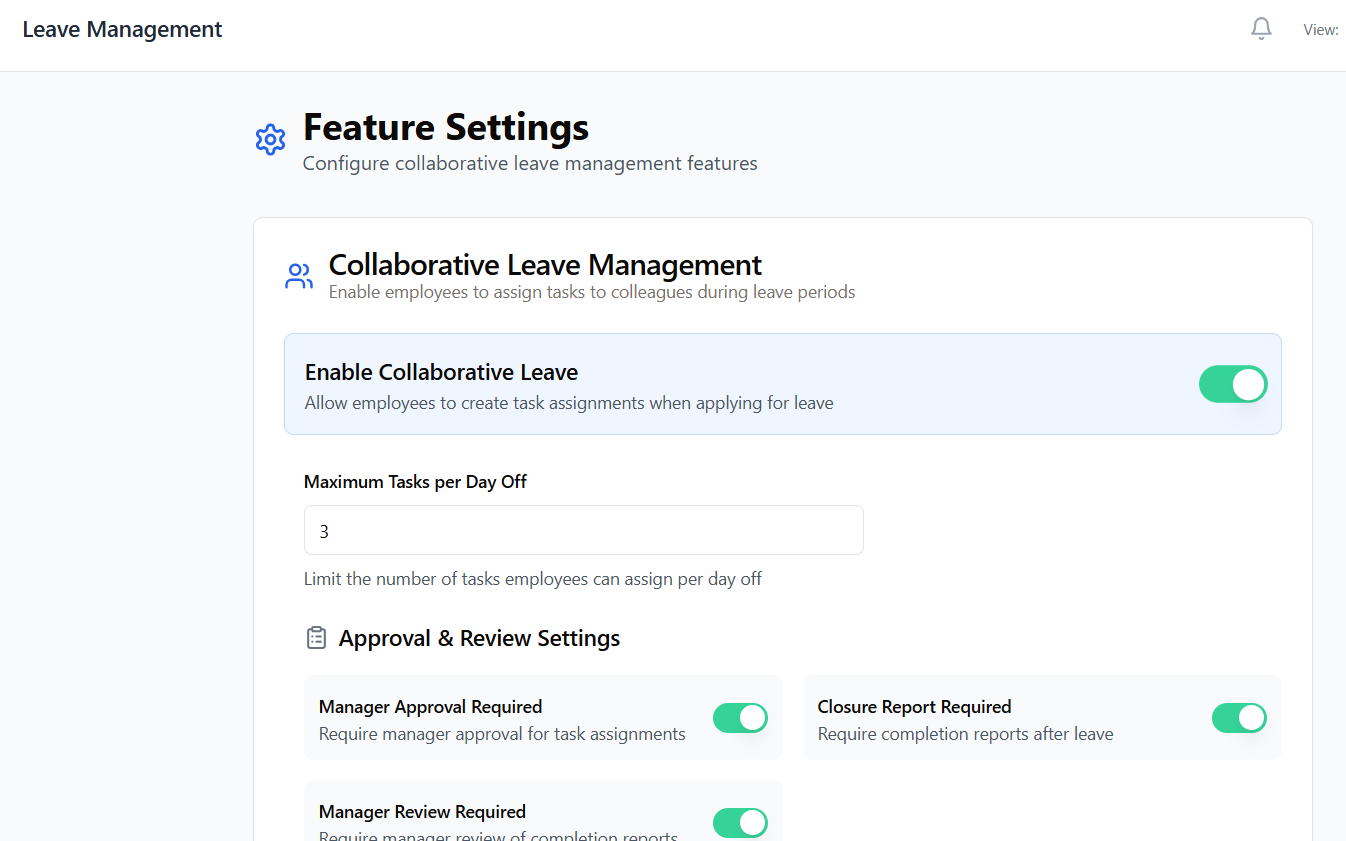 Leave Management
View:
Feature Settings
Configure collaborative leave management features
Collaborative Leave Management
Enable employees to assign tasks to colleagues during leave periods
Enable Collaborative Leave
Allow employees to create task assignments when applying for leave
Maximum Tasks per Day Off
3
Limit the number of tasks employees can assign per day off
Approval & Review Settings
Manager Approval Required
Require manager approval for task assignments
Closure Report Required
Require completion reports after leave
Manager Review Required
Require manager review of completion reports